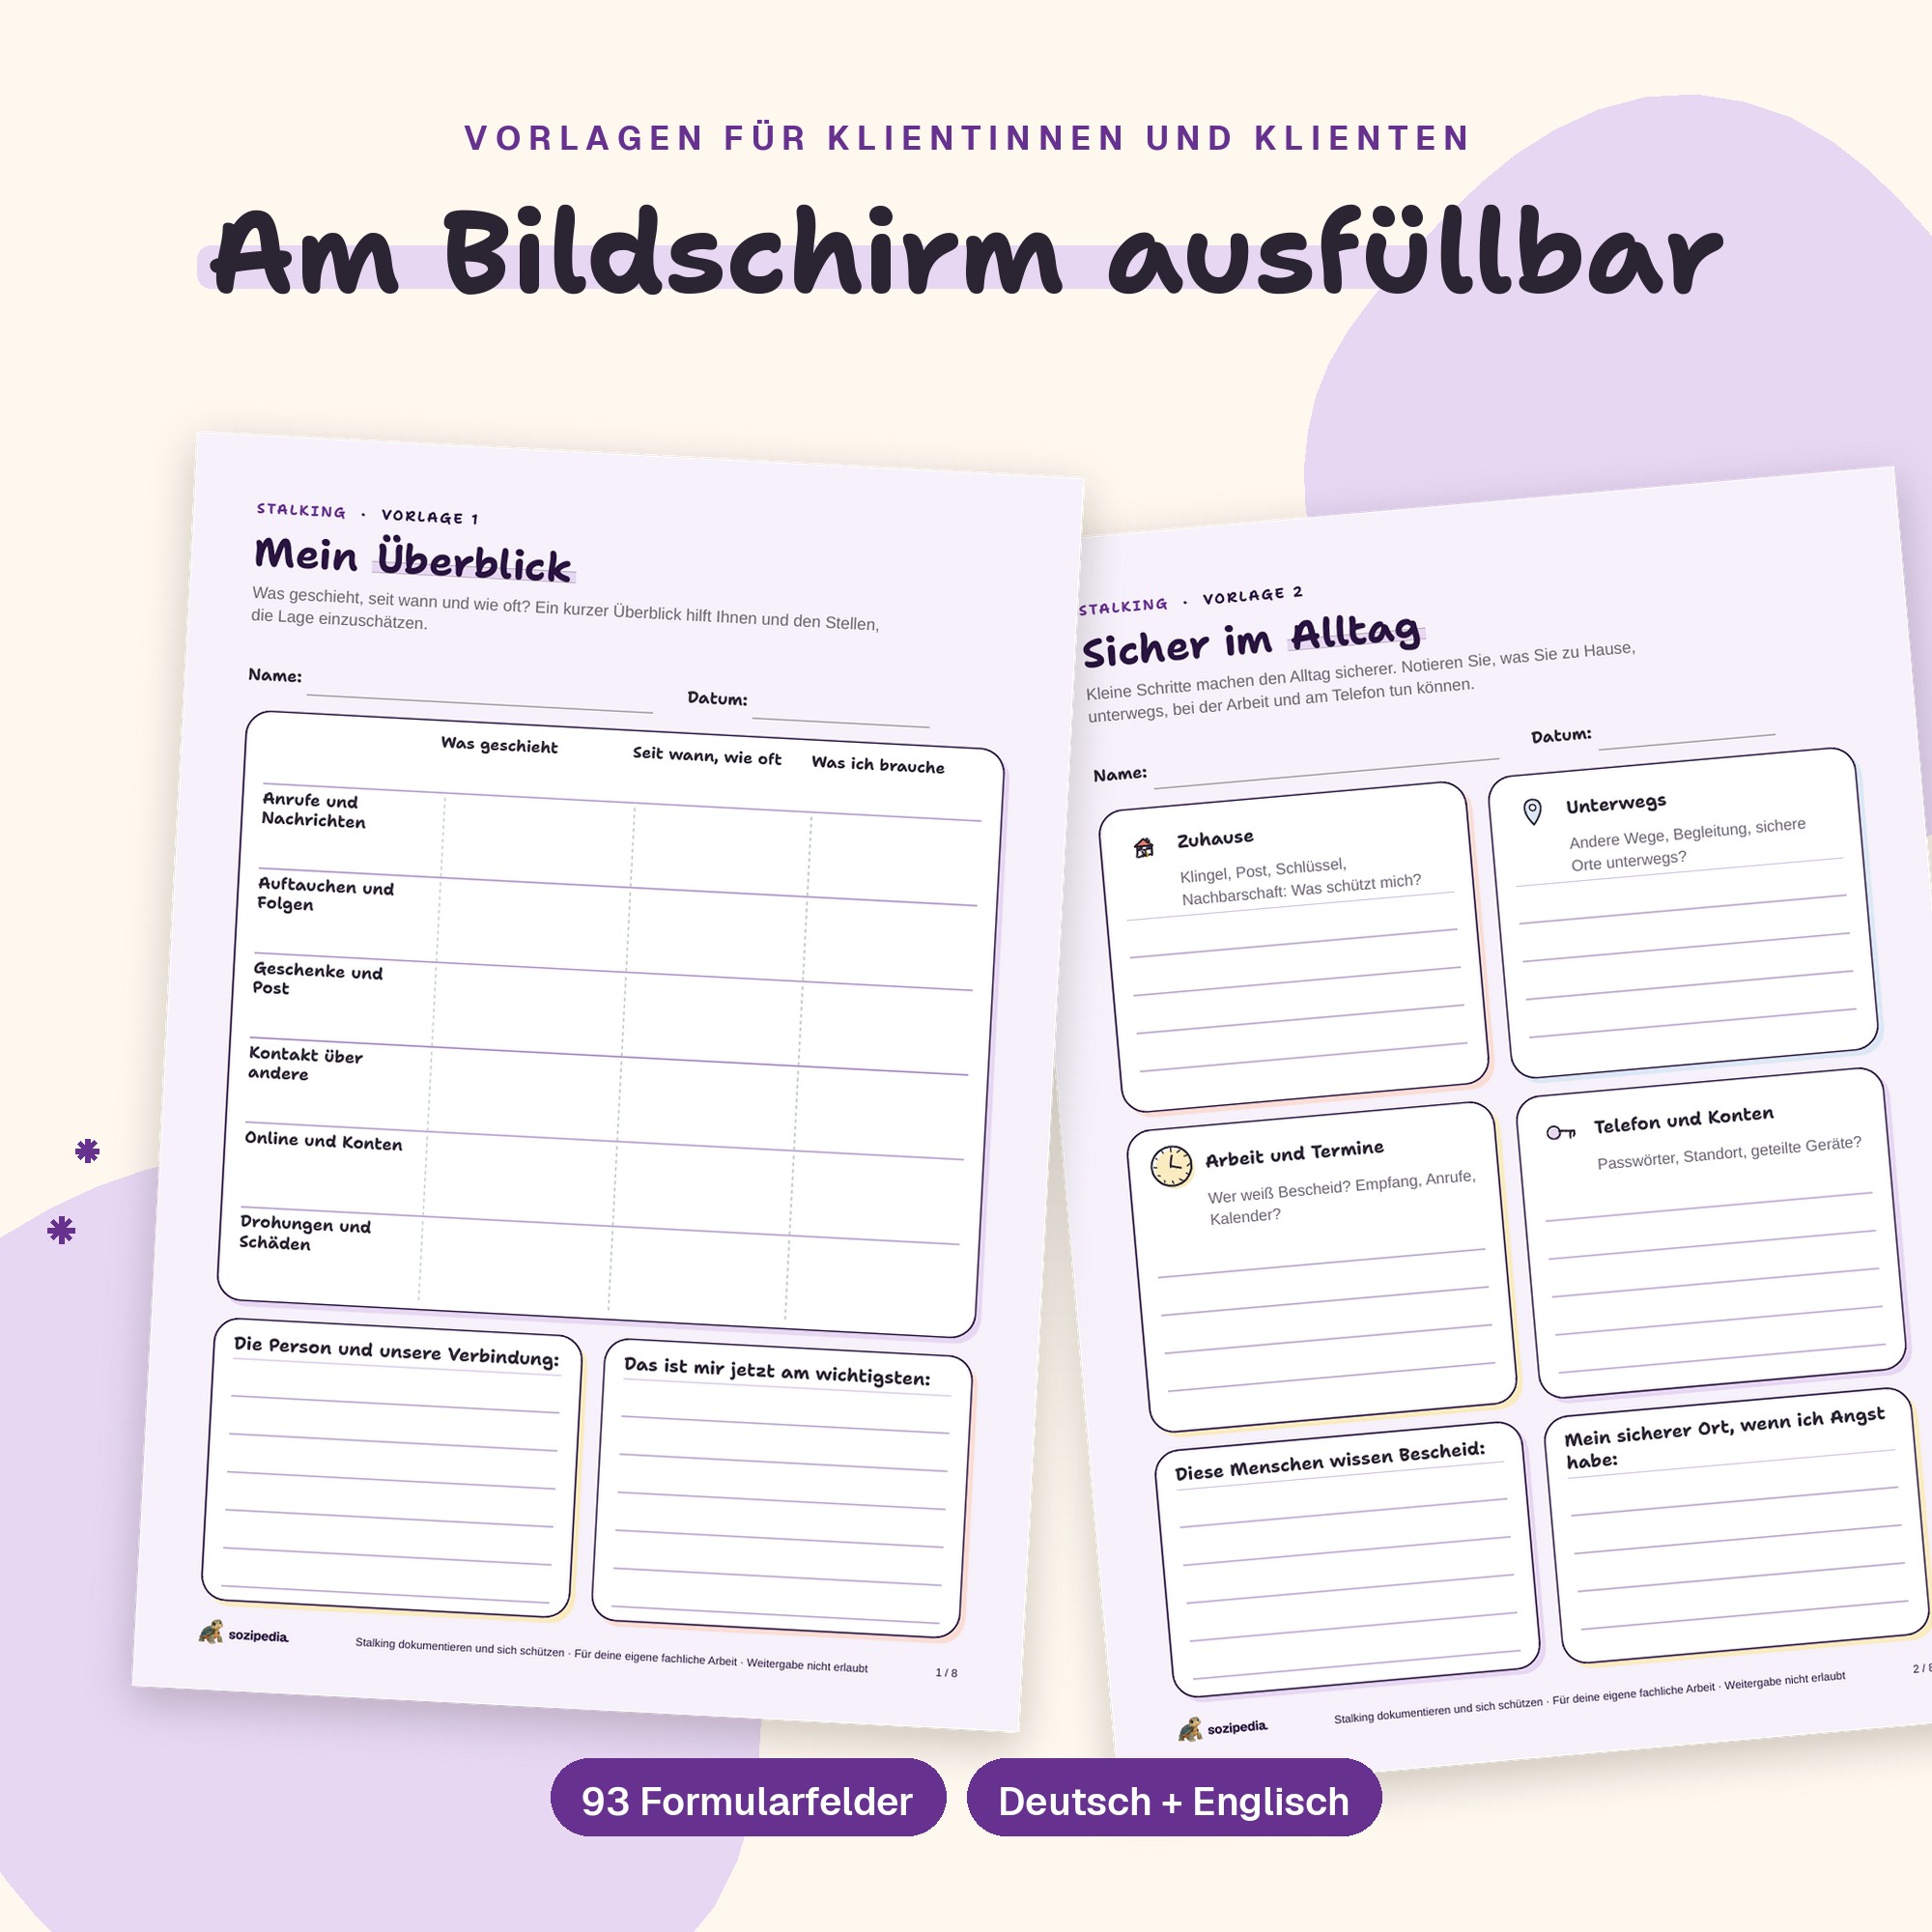 VORLAGEN FÜR KLIENTINNEN UND KLIENTEN
Am Bildschirm ausfüllbar
STALKING · VORLAGE 1
Mein Überblick
Was geschieht, seit wann und wie oft? Ein kurzer Überblick hilft Ihnen und den Stellen,
die Lage einzuschätzen.
Name:
Datum:
Was geschieht
Seit wann, wie oft
Was ich brauche
Anrufe und
Nachrichten
Auftauchen und
Folgen
Geschenke und
Post
Kontakt über
andere
Online und Konten
Drohungen und
Schäden
Die Person und unsere Verbindung:
Das ist mir jetzt am wichtigsten:
sozipedia.
Stalking dokumentieren und sich schützen · Für deine eigene fachliche Arbeit · Weitergabe nicht erlaubt
1 / 8
STALKING · VORLAGE 2
Sicher im Alltag
Kleine Schritte machen den Alltag sicherer. Notieren Sie, was Sie zu Hause,
unterwegs, bei der Arbeit und am Telefon tun können.
Name:
Datum:
Zuhause
Klingel, Post, Schlüssel,
Nachbarschaft: Was schützt mich?
Unterwegs
Andere Wege, Begleitung, sichere
Orte unterwegs?
Arbeit und Termine
Wer weiß Bescheid? Empfang, Anrufe,
Kalender?
Telefon und Konten
Passwörter, Standort, geteilte Geräte?
Diese Menschen wissen Bescheid:
Mein sicherer Ort, wenn ich Angst
habe:
sozipedia.
Stalking dokumentieren und sich schützen · Für deine eigene fachliche Arbeit · Weitergabe nicht erlaubt
2 / 8
93 Formularfelder
Deutsch + Englisch